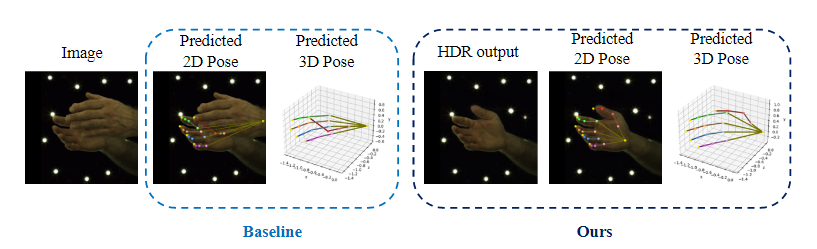 Image
Predicted
2D Pose
Predicted
3D Pose
HDR output
Predicted
2D Pose
Predicted
3D Pose
Baseline
Ours